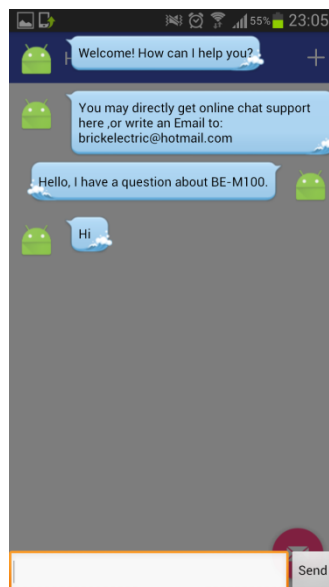 55% 23:05
H
Welcome! How can I help you?
You may directly get online chat support
here ,or write an Email to:
brickelectric@hotmail.com
Hello, I have a question about BE-M100.
Hi
Send